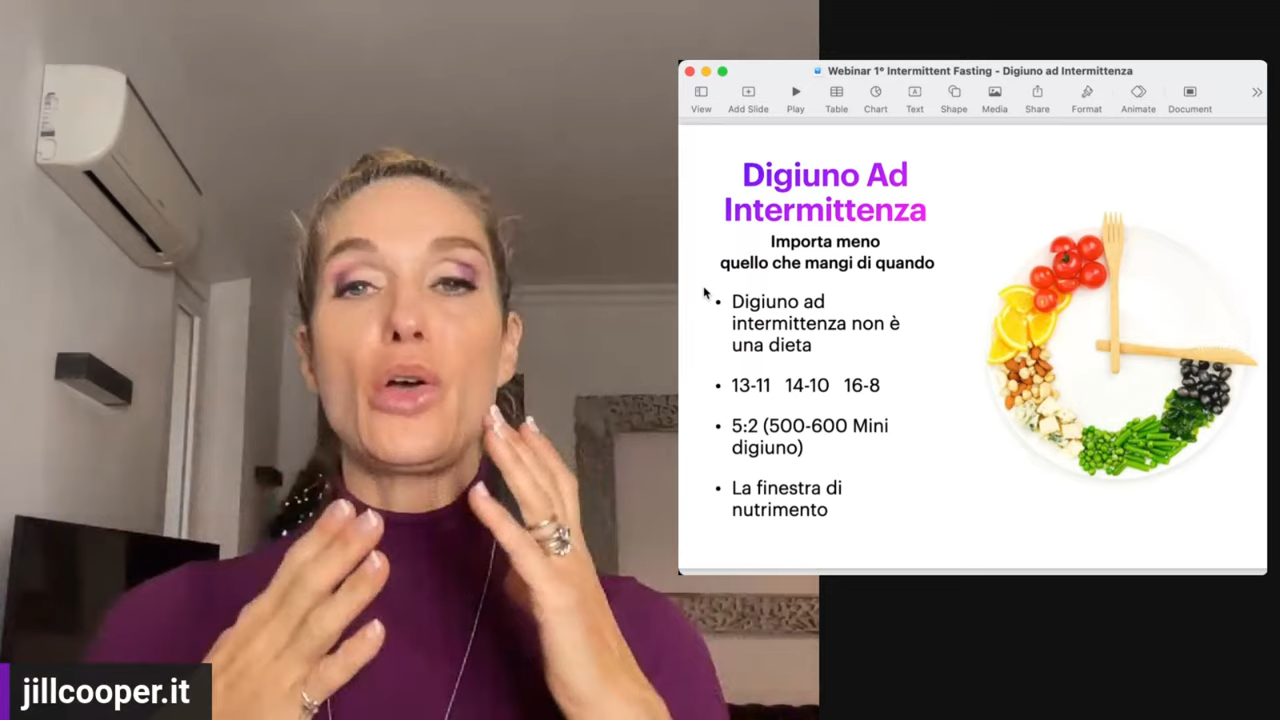 Webinar 1° Intermittent Fasting - Digiuno ad Intermittenza
View Add Slide Play Table Chart Text Shape Media Share Format Animate Document
Digiuno Ad
Intermittenza
Importa meno
quello che mangi di quando
• Digiuno ad
intermittenza non è
una dieta
• 13-11 14-10 16-8
• 5:2 (500-600 Mini
digiuno)
• La finestra di
nutrimento
jillcooper.it